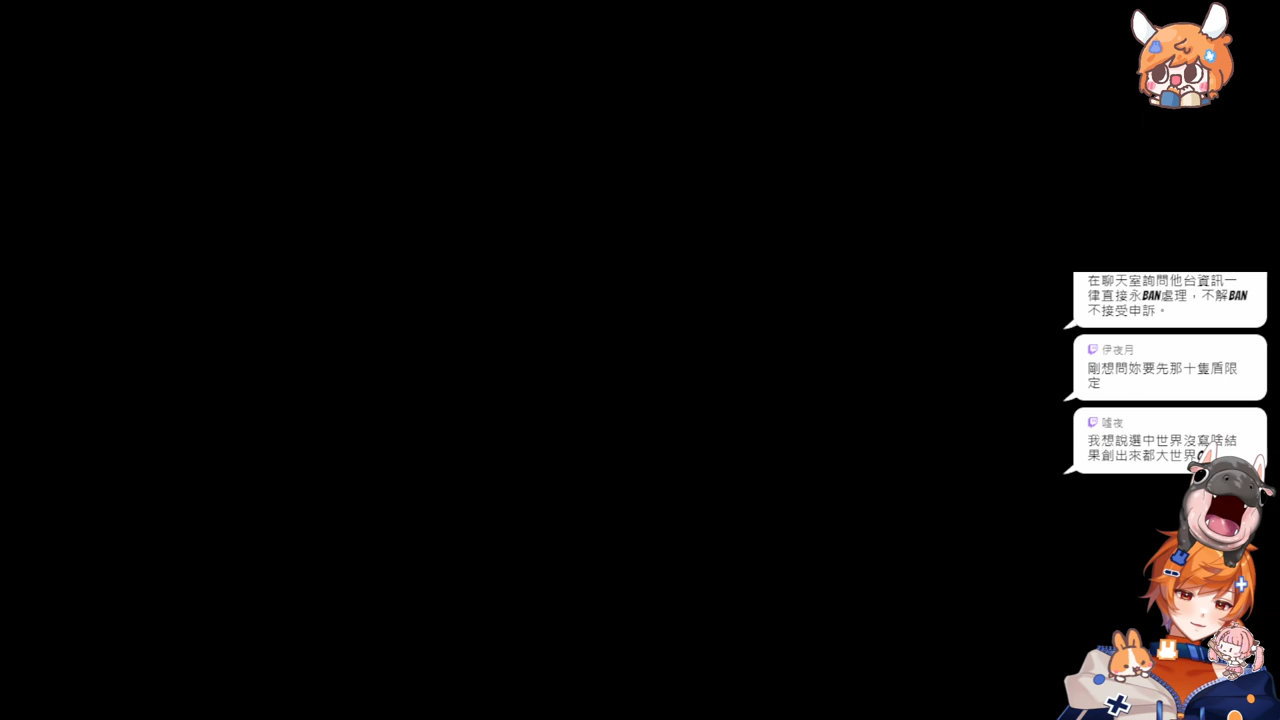 在聊天室詢問他台資訊一
律直接永BAN處理，不解BAN
不接受申訴。
伊夜月
剛想問妳要先那十隻盾限
定
噓夜
我想說選中世界沒寫啥結
果創出來都大世界